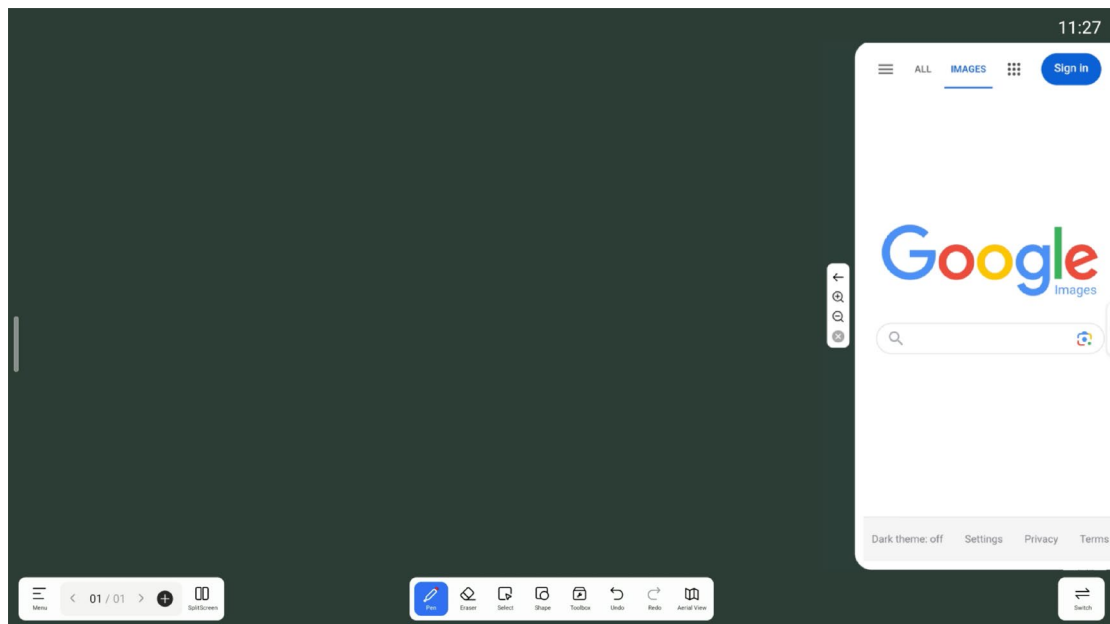 11:27
ALL IMAGES Sign in
Google
Images
Dark theme: off Settings Privacy Terms
Menu
01 / 01
SplitScreen
Pen Eraser Select Shape Toolbox Undo Redo Aerial View
Switch